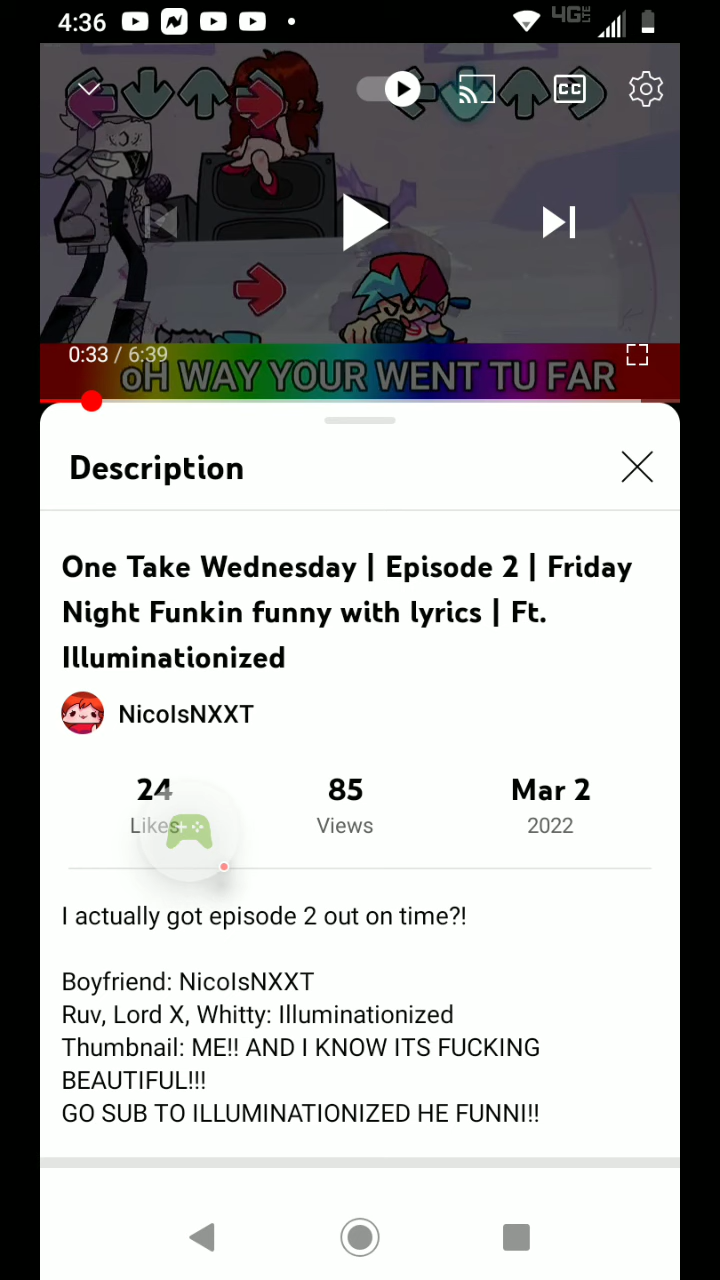 4:36
4G LTE
CC
0:33 / 6:39
oH WAY YOUR WENT TU FAR
Description
One Take Wednesday | Episode 2 | Friday
Night Funkin funny with lyrics | Ft.
Illuminationized
NicoIsNXXT
24 85 Mar 2
Likes Views 2022
I actually got episode 2 out on time?!
Boyfriend: NicoIsNXXT
Ruv, Lord X, Whitty: Illuminationized
Thumbnail: ME!! AND I KNOW ITS FUCKING
BEAUTIFUL!!!
GO SUB TO ILLUMINATIONIZED HE FUNNI!!